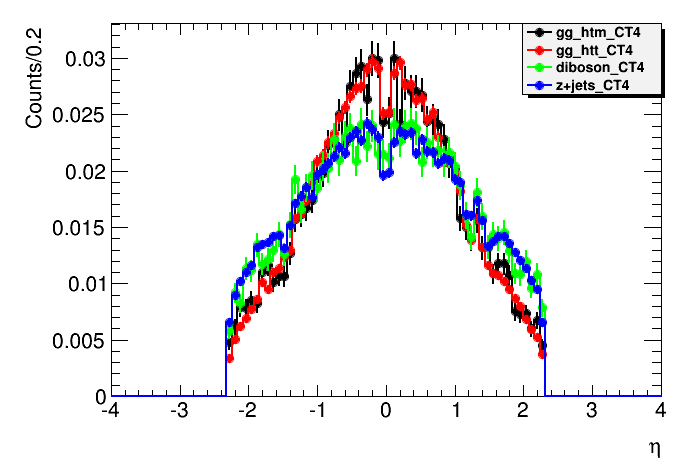 Counts/0.2
gg_htm_CT4
gg_htt_CT4
diboson_CT4
z+jets_CT4
0.03
0.025
0.02
0.015
0.01
0.005
0
-4 -3 -2 -1 0 1 2 3 4
η